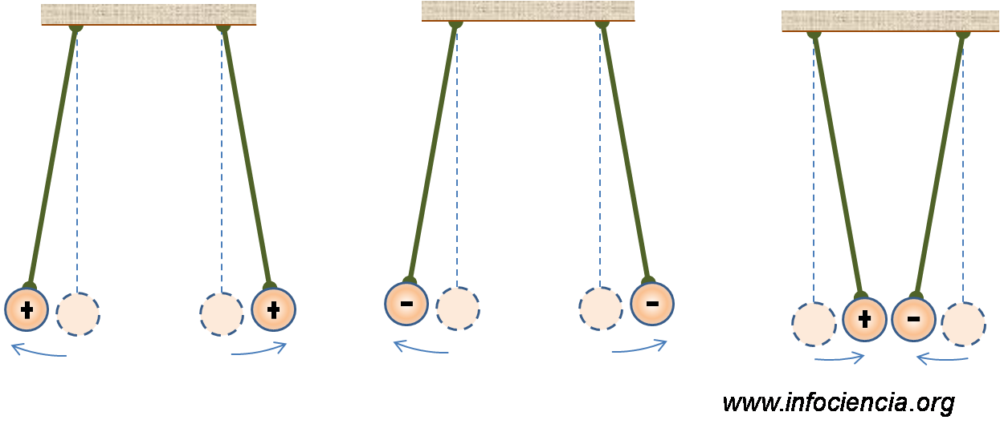 + + - - + -
www.infociencia.org